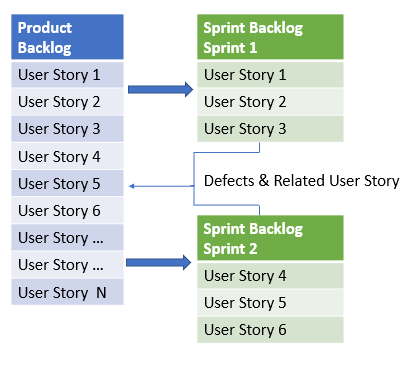 Product
Backlog
User Story 1
User Story 2
User Story 3
User Story 4
User Story 5
User Story 6
User Story ...
User Story ...
User Story N
Sprint Backlog
Sprint 1
User Story 1
User Story 2
User Story 3
Defects & Related User Story
Sprint Backlog
Sprint 2
User Story 4
User Story 5
User Story 6